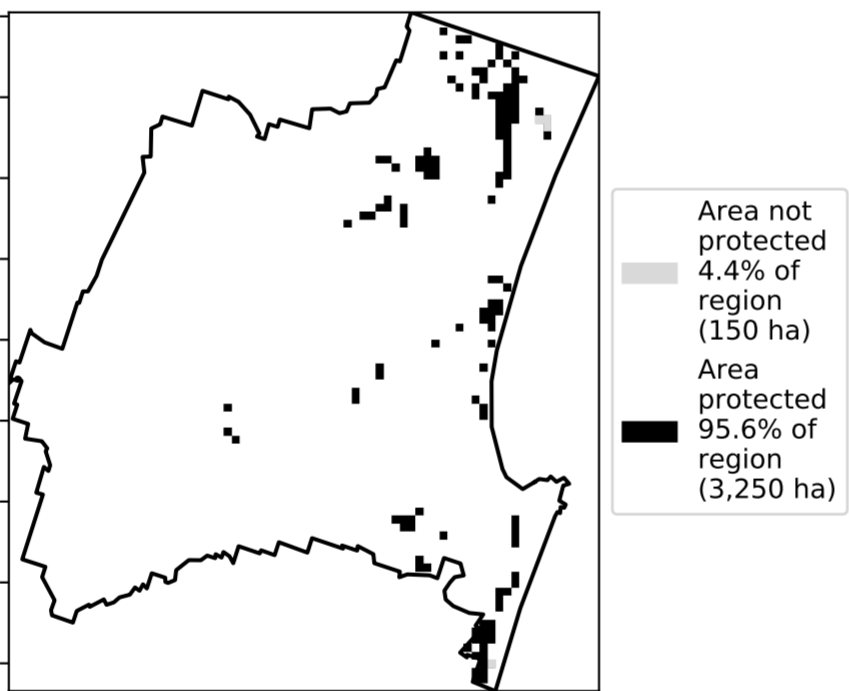 Area not
protected
4.4% of
region
(150 ha)
Area
protected
95.6% of
region
(3,250 ha)